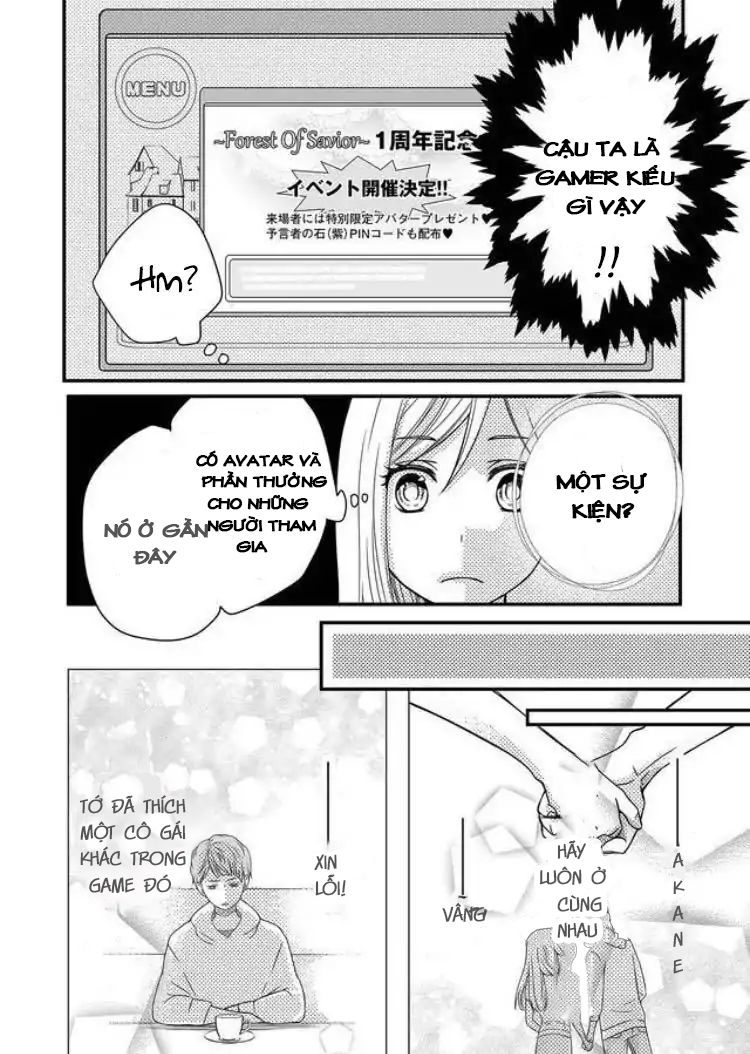 CẬU TA LÀ
GAMER KIỂU
GÌ VẬY
!!
MENU
~Forest Of Savior~ 1周年記念
イベント開催決定!!
来場者には特別限定アバタープレゼント♥
予言者の石(紫)PINコードも配布♥
HM?
MỘT SỰ
KIỆN?
CÓ AVATAR VÀ
PHẦN THƯỞNG
CHO NHỮNG
NGƯỜI THAM
GIA
NÓ Ở GẦN
ĐÂY
AKANE
HÃY
LUÔN Ở
CÙNG
NHAU
VÂNG
XIN
LỖI!
TỚ ĐÃ THÍCH
MỘT CÔ GÁI
KHÁC TRONG
GAME ĐÓ